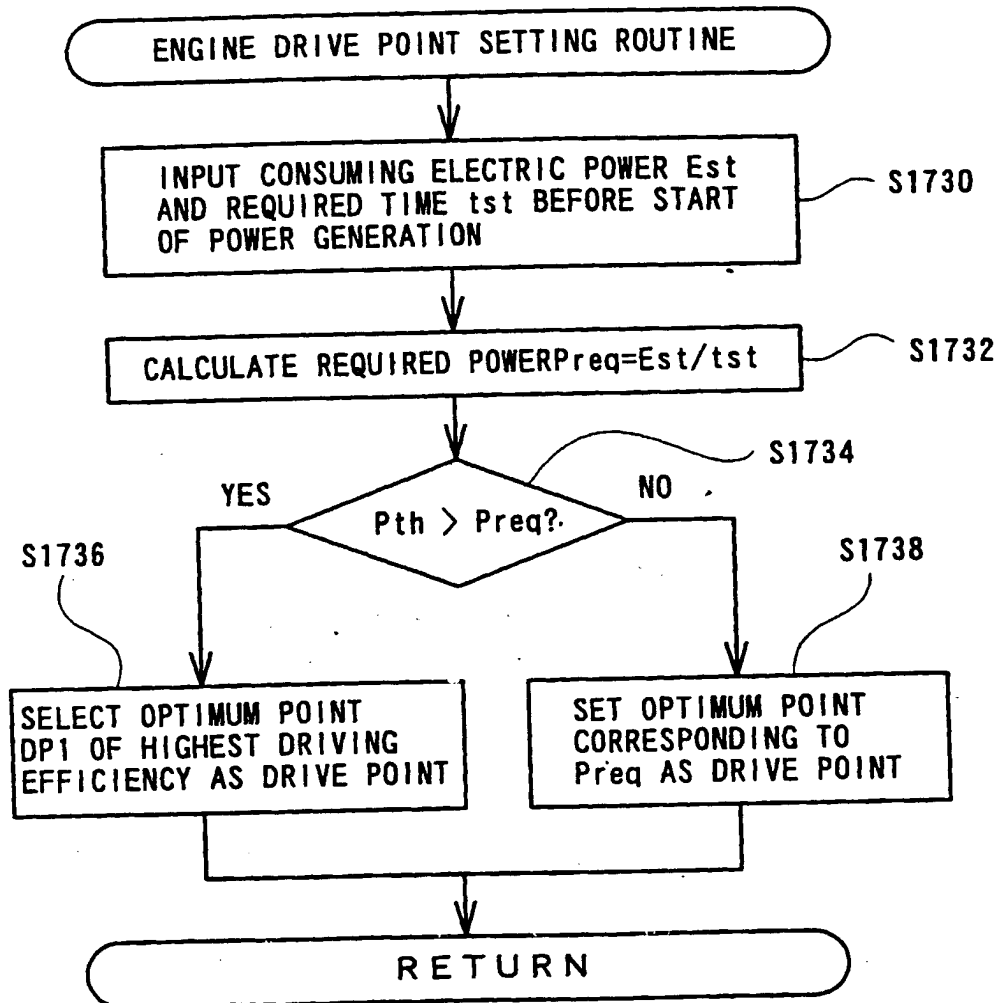 ENGINE DRIVE POINT SETTING ROUTINE
INPUT CONSUMING ELECTRIC POWER Est
AND REQUIRED TIME tst BEFORE START
OF POWER GENERATION
S1730
CALCULATE REQUIRED POWERPreq=Est/tst
S1732
S1734
YES
NO
Pth > Preq?
S1736
S1738
SELECT OPTIMUM POINT
DP1 OF HIGHEST DRIVING
EFFICIENCY AS DRIVE POINT
SET OPTIMUM POINT
CORRESPONDING TO
Preq AS DRIVE POINT
RETURN